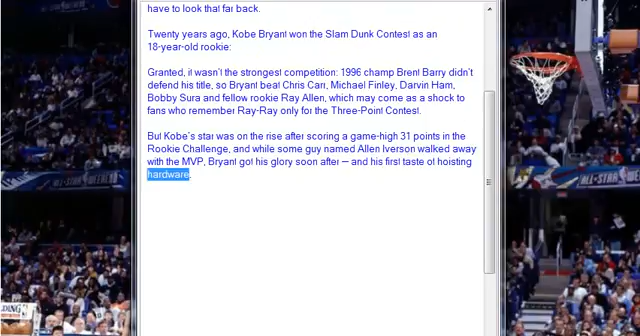 have to look that far back.
Twenty years ago, Kobe Bryant won the Slam Dunk Contest as an
18-year-old rookie:
Granted, it wasn't the strongest competition: 1996 champ Brent Barry didn't
defend his title, so Bryant beat Chris Carr, Michael Finley, Darvin Ham,
Bobby Sura and fellow rookie Ray Allen, which may come as a shock to
fans who remember Ray-Ray only for the Three-Point Contest.
But Kobe's star was on the rise after scoring a game-high 31 points in the
Rookie Challenge, and while some guy named Allen Iverson walked away
with the MVP, Bryant got his glory soon after — and his first taste of hoisting
hardware.
ALL-STAR WEEKEND
ALL-STAR